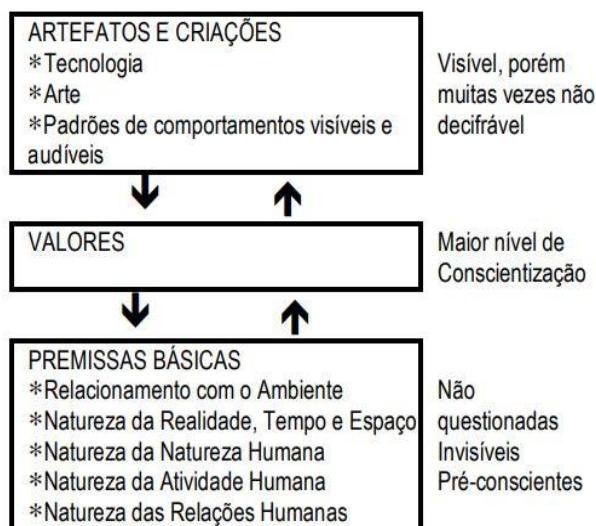 ARTEFATOS E CRIAÇÕES
*Tecnologia
*Arte
*Padrões de comportamentos visíveis e
audíveis
Visível, porém
muitas vezes não
decifrável
VALORES
Maior nível de
Conscientização
PREMISSAS BÁSICAS
*Relacionamento com o Ambiente
*Natureza da Realidade, Tempo e Espaço
*Natureza da Natureza Humana
*Natureza da Atividade Humana
*Natureza das Relações Humanas
Não
questionadas
Invisíveis
Pré-conscientes